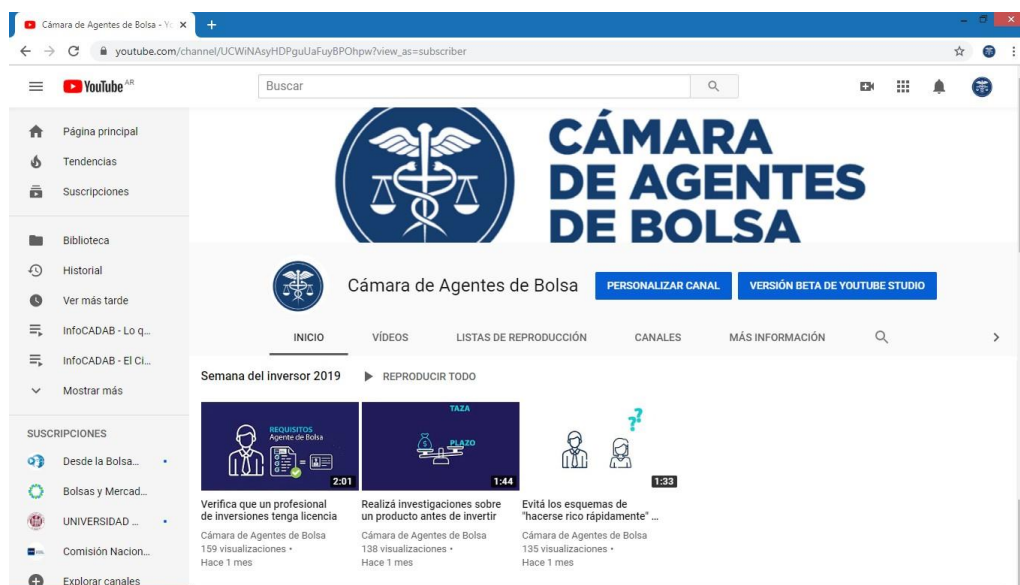 Cámara de Agentes de Bolsa - Yo
youtube.com/channel/UCWiNAsyHDPguUaFuyBPOhpw?view_as=subscriber
YouTube AR
Buscar
Página principal
Tendencias
Suscripciones
Biblioteca
Historial
Ver más tarde
InfoCADAB - Lo q...
InfoCADAB - El Ci...
Mostrar más
SUSCRIPCIONES
Desde la Bolsa...
Bolsas y Mercad...
UNIVERSIDAD ...
Comisión Nacion...
Explorar canales
CÁMARA
DE AGENTES
DE BOLSA
Cámara de Agentes de Bolsa
PERSONALIZAR CANAL
VERSIÓN BETA DE YOUTUBE STUDIO
INICIO
VÍDEOS
LISTAS DE REPRODUCCIÓN
CANALES
MÁS INFORMACIÓN
Semana del inversor 2019
REPRODUCIR TODO
REQUISITOS
Agente de Bolsa
2:01
Verifica que un profesional
de inversiones tenga licencia
Cámara de Agentes de Bolsa
159 visualizaciones •
Hace 1 mes
TAZA
PLAZO
$
1:44
Realizá investigaciones sobre
un producto antes de invertir
Cámara de Agentes de Bolsa
138 visualizaciones •
Hace 1 mes
??
1:33
Evitá los esquemas de
"hacerse rico rápidamente" ...
Cámara de Agentes de Bolsa
135 visualizaciones •
Hace 1 mes